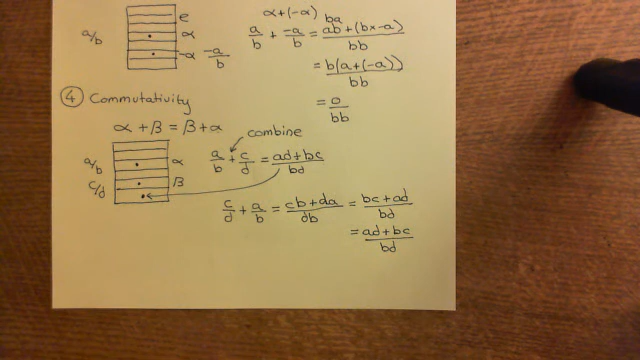 e
α+(-α)
ba
a/b α a/b + -a/b = ab+(bx-a)/bb
-α -a/b
= b(a+(-a))/bb
= 0/bb
④ Commutativity
α + β = β + α
combine
a/b α a/b + c/d = ad+bc/bd
c/d β
c/d + a/b = cb+da/db = bc+ad/bd
= ad+bc/bd